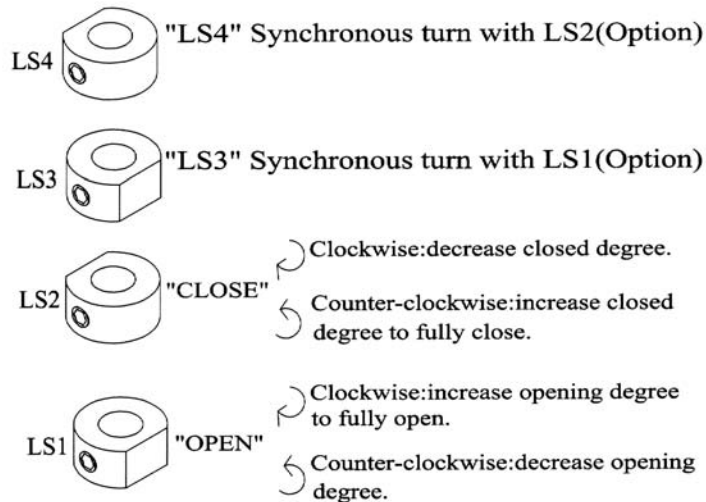 "LS4" Synchronous turn with LS2(Option)
LS4
"LS3" Synchronous turn with LS1(Option)
LS3
Clockwise:decrease closed degree.
LS2
"CLOSE"
Counter-clockwise:increase closed
degree to fully close.
Clockwise:increase opening degree
to fully open.
LS1
"OPEN"
Counter-clockwise:decrease opening
degree.